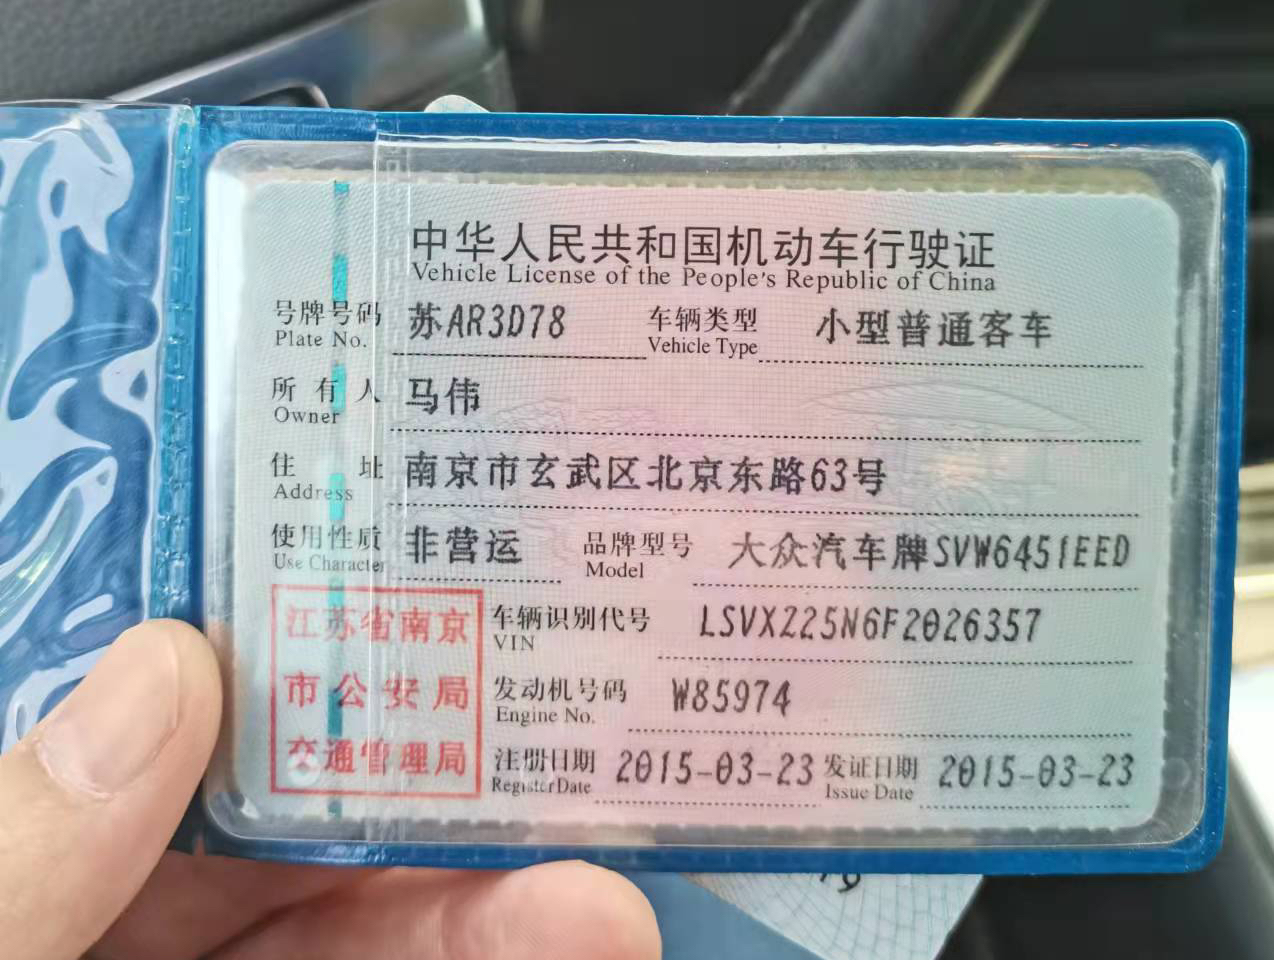 中华人民共和国机动车行驶证
Vehicle License of the People's Republic of China
号牌号码 苏AR3D78 车辆类型 小型普通客车
Plate No. Vehicle Type
所有人 马伟
Owner
住址 南京市玄武区北京东路63号
Address
使用性质 非营运 品牌型号 大众汽车牌SVW6451EED
Use Character Model
江苏省南京
市公安局
交通管理局
车辆识别代号 LSVXZ25N6F2026357
VIN
发动机号码 W85974
Engine No.
注册日期 2015-03-23 发证日期 2015-03-23
Register Date Issue Date